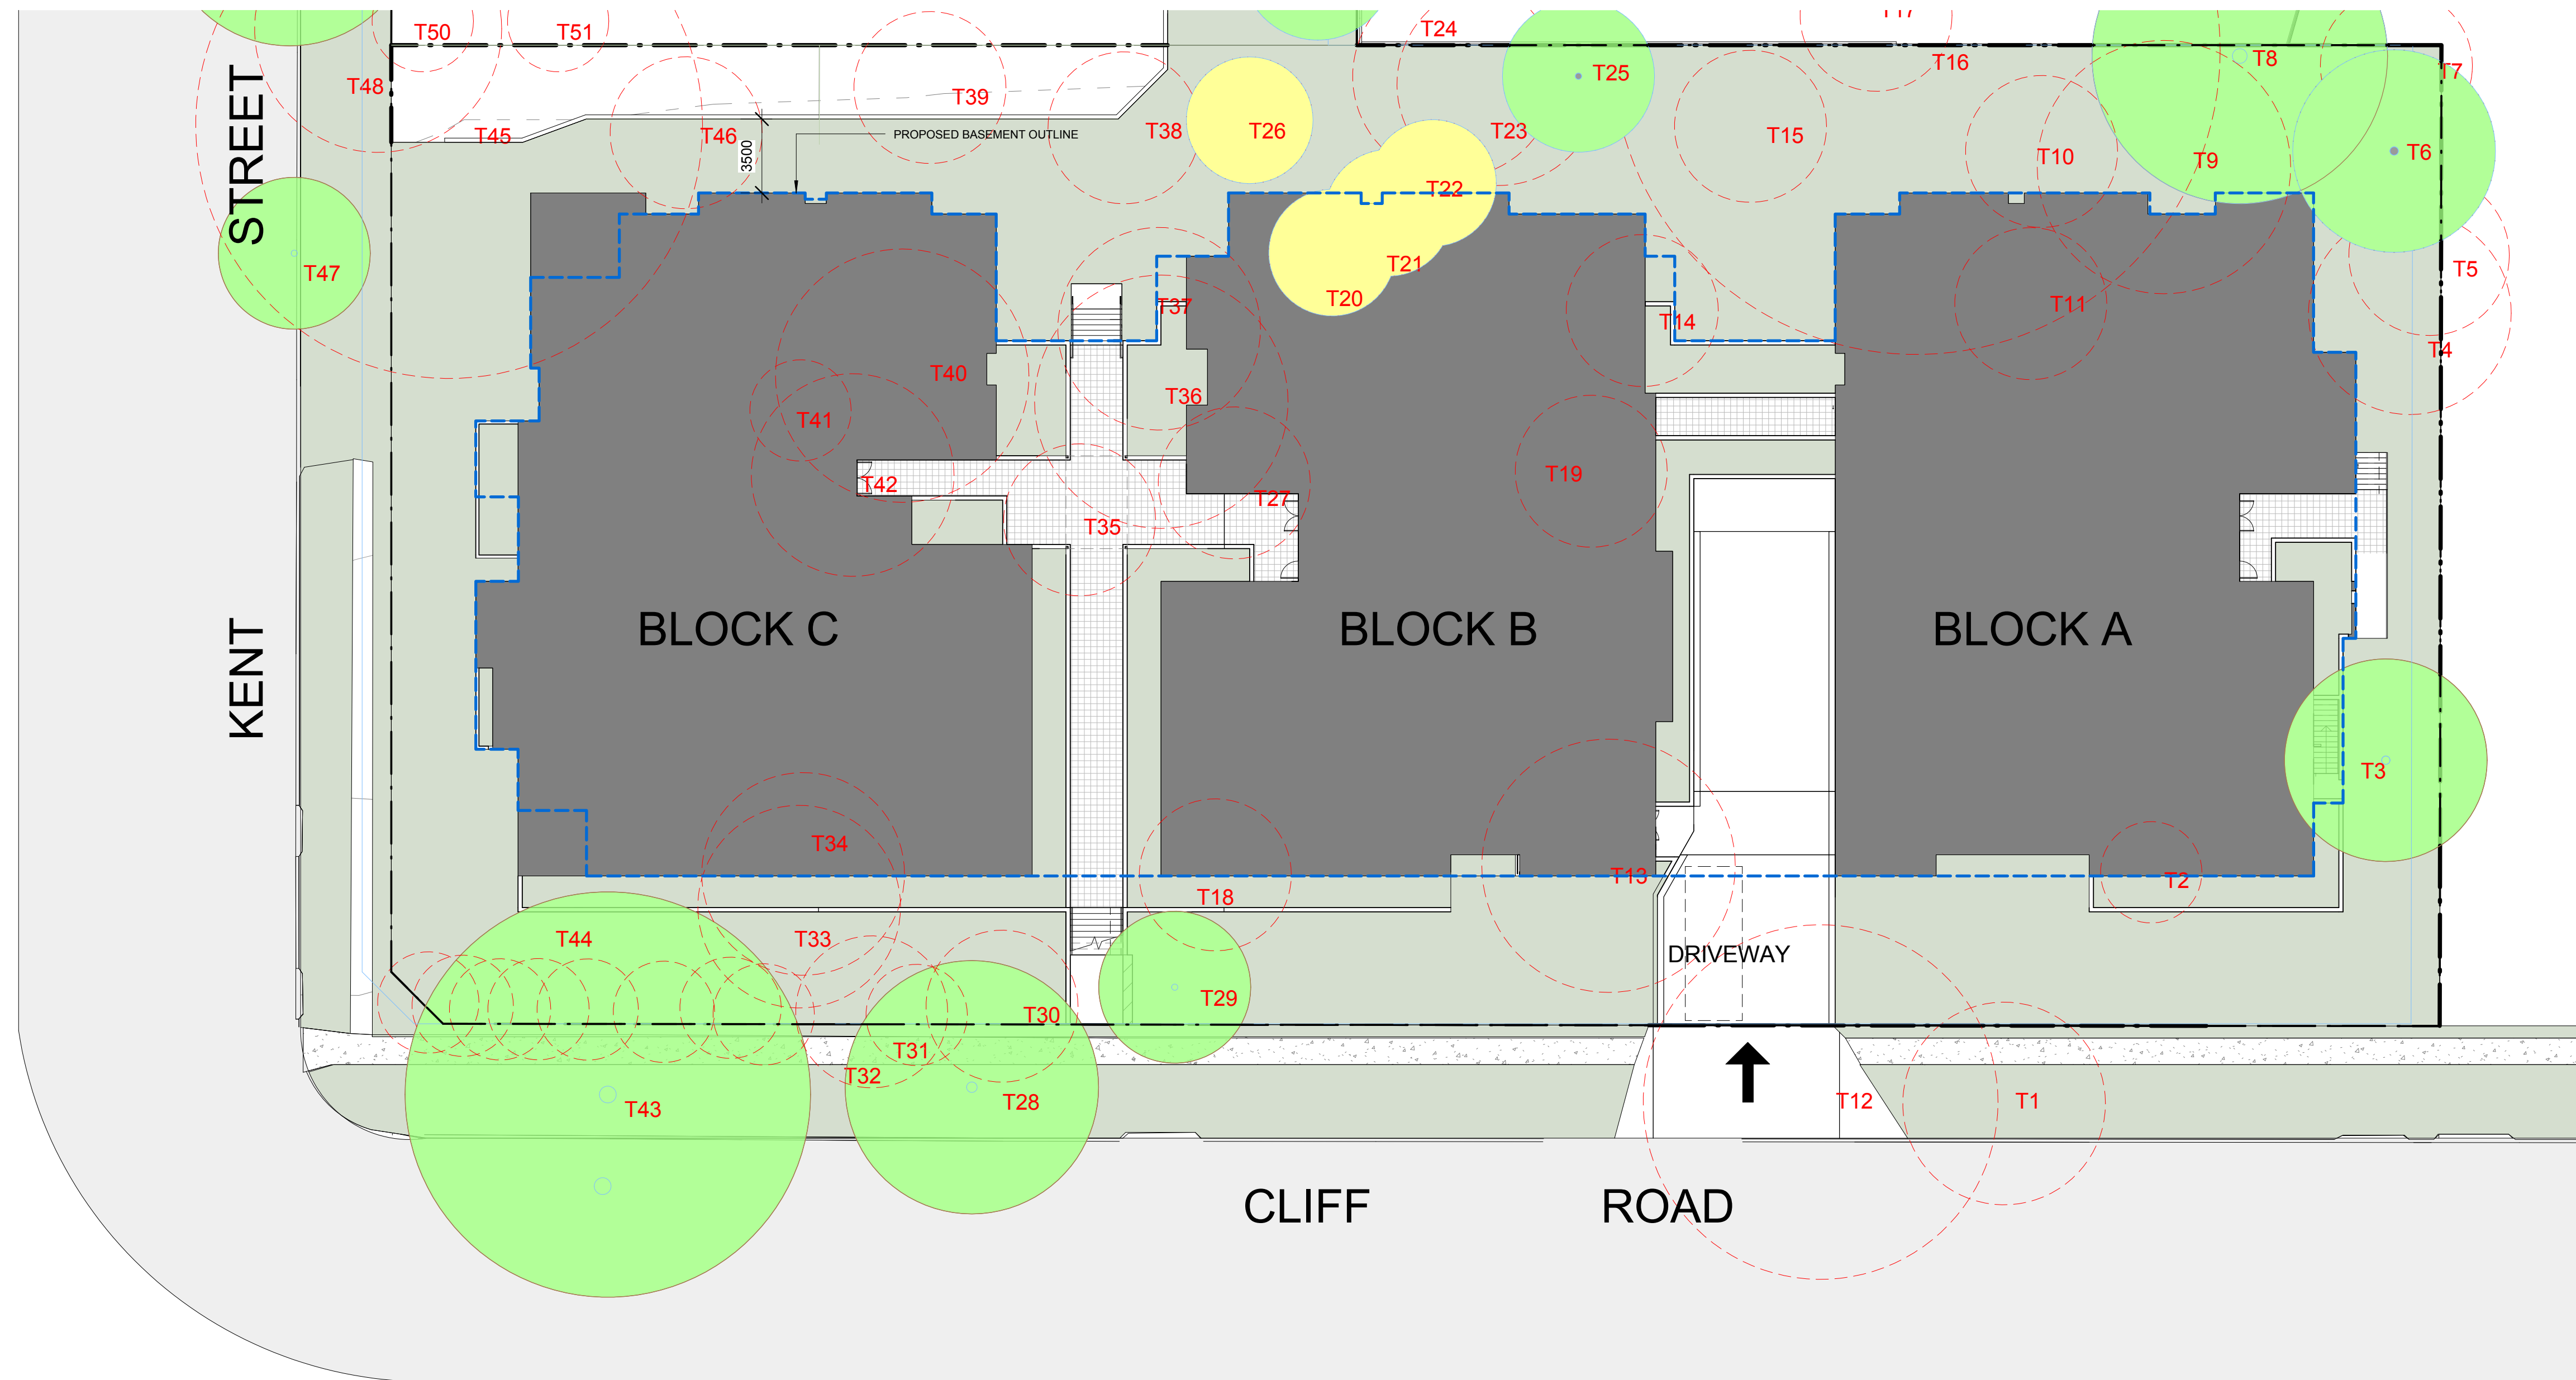 T50
T51
T24
T17
T16
T8
T7
T48
T39
T25
T45
T46
PROPOSED BASEMENT OUTLINE
3500
T38
T26
T23
T15
T10
T9
T6
T22
STREET
T47
T21
T20
T37
T14
T11
T5
T4
T40
T36
T41
T42
T35
T27
T19
KENT
BLOCK C
BLOCK B
BLOCK A
T3
T34
T18
T13
T2
T44
T33
T29
DRIVEWAY
T30
T31
T32
T43
T28
T12
T1
CLIFF ROAD